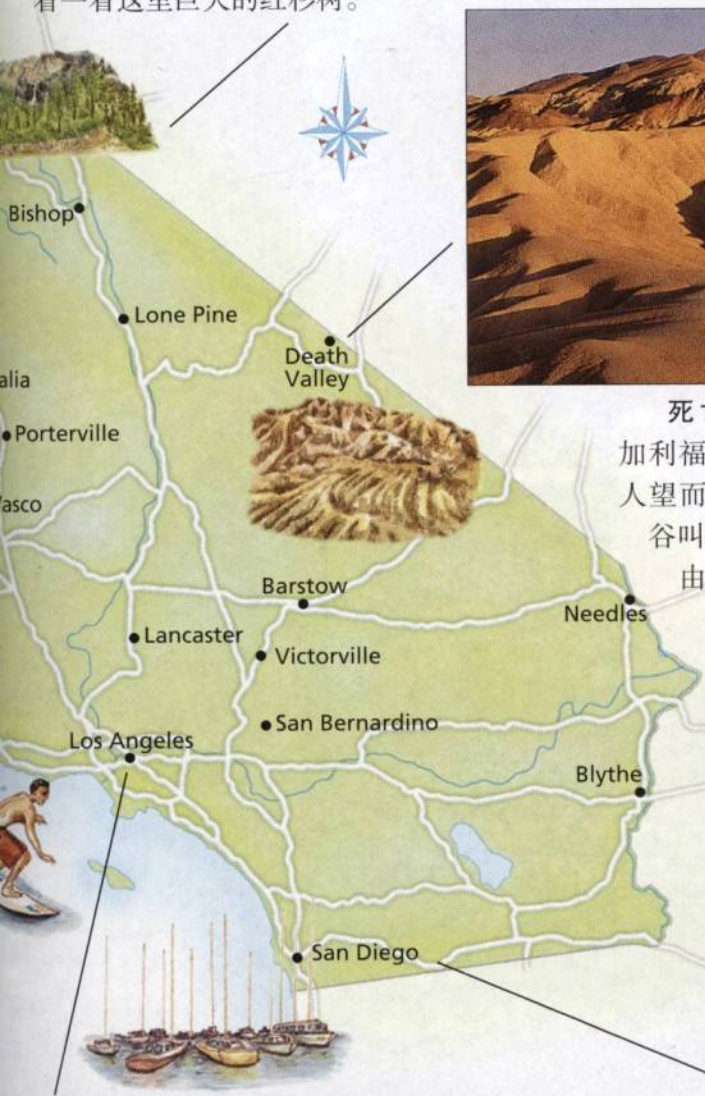 看一看这里巨大的红杉树。
Bishop
Lone Pine
Death
Valley
alia
Porterville
asco
死
加利福
人望而
谷叫
由
Barstow
Needles
Lancaster
Victorville
San Bernardino
Los Angeles
Blythe
San Diego